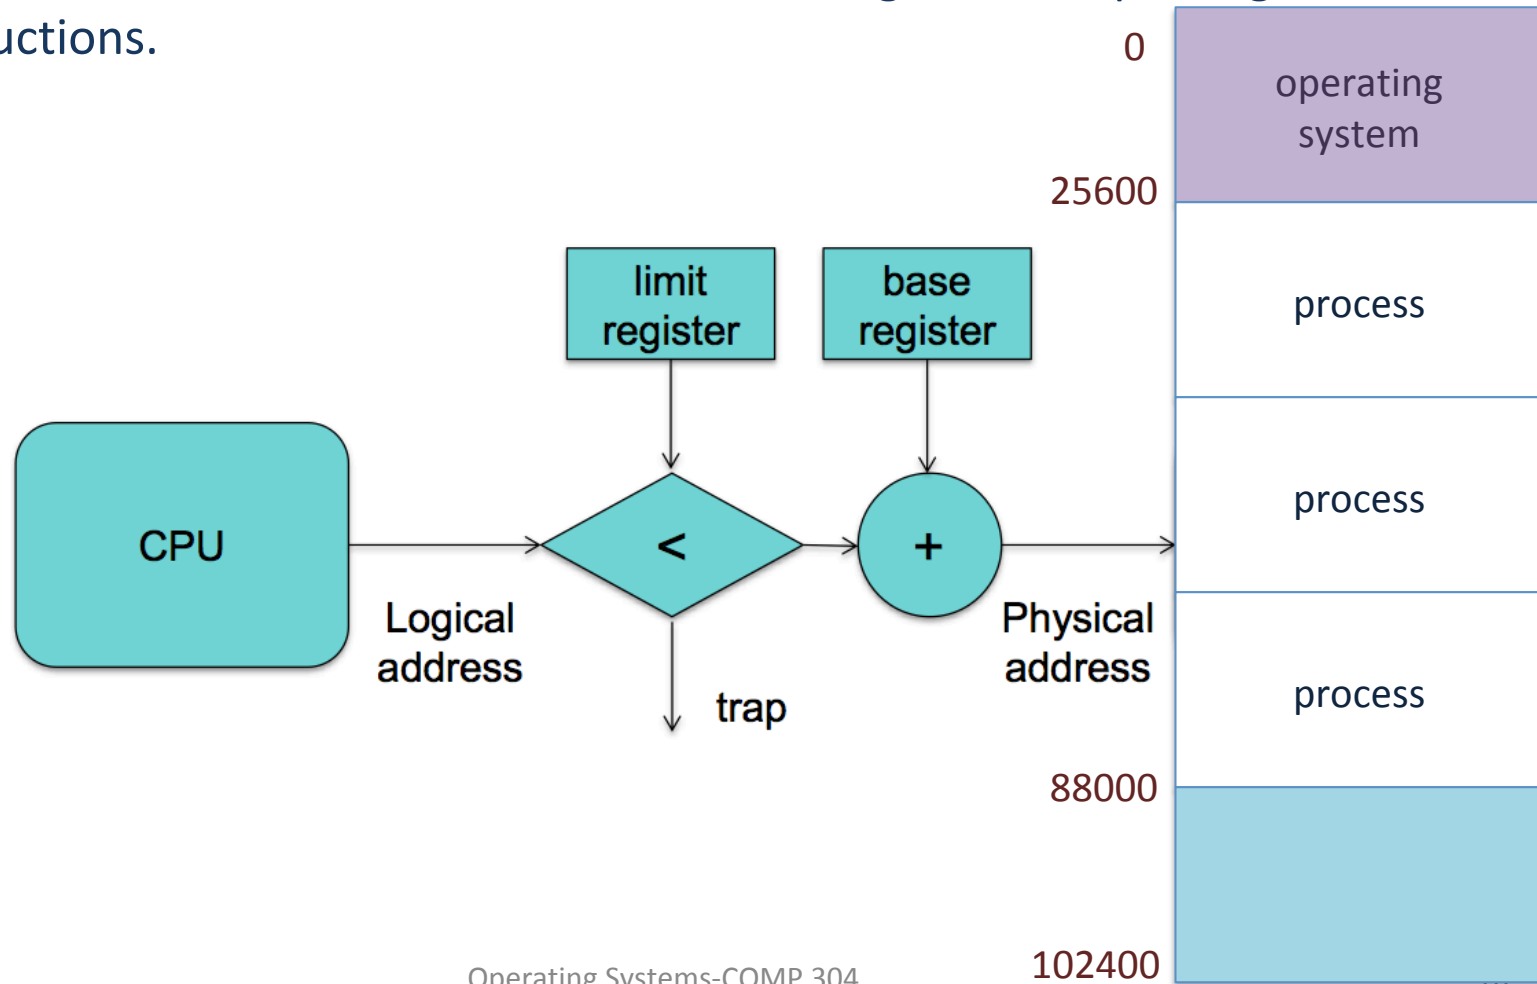 uctions.
0
operating
system
25600
limit
register
base
register
process
process
CPU
<
+
Logical
address
Physical
address
trap
process
88000
102400
Operating Systems-COMP 304